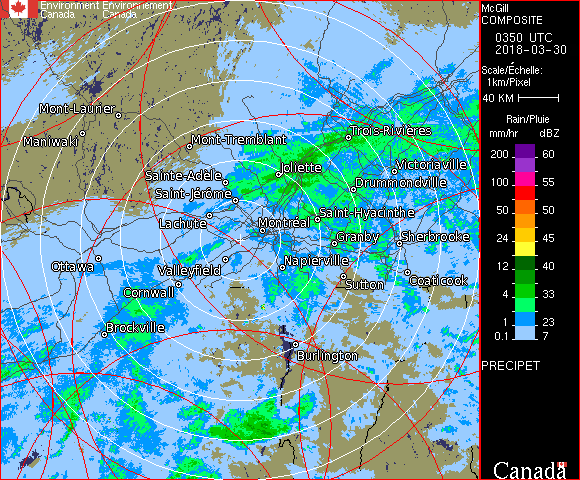 Environment Environnement
Canada Canada
McGill
COMPOSITE
0350 UTC
2018-03-30
Scale/Échelle:
1km/Pixel
40 KM
Rain/Pluie
mm/hr dBZ
200 60
100 55
50 50
24 45
12 40
4 33
1 23
0.1 7
PRECIPET
Canada
Mont-Laurier
Maniwaki
Mont-Tremblant
Trois-Rivières
Sainte-Adèle
Joliette
Victoriaville
Saint-Jérôme
Drummondville
Lachute
Montréal
Saint-Hyacinthe
Granby
Sherbrooke
Ottawa
Valleyfield
Napierville
Cornwall
Sutton
Coaticook
Brockville
Burlington